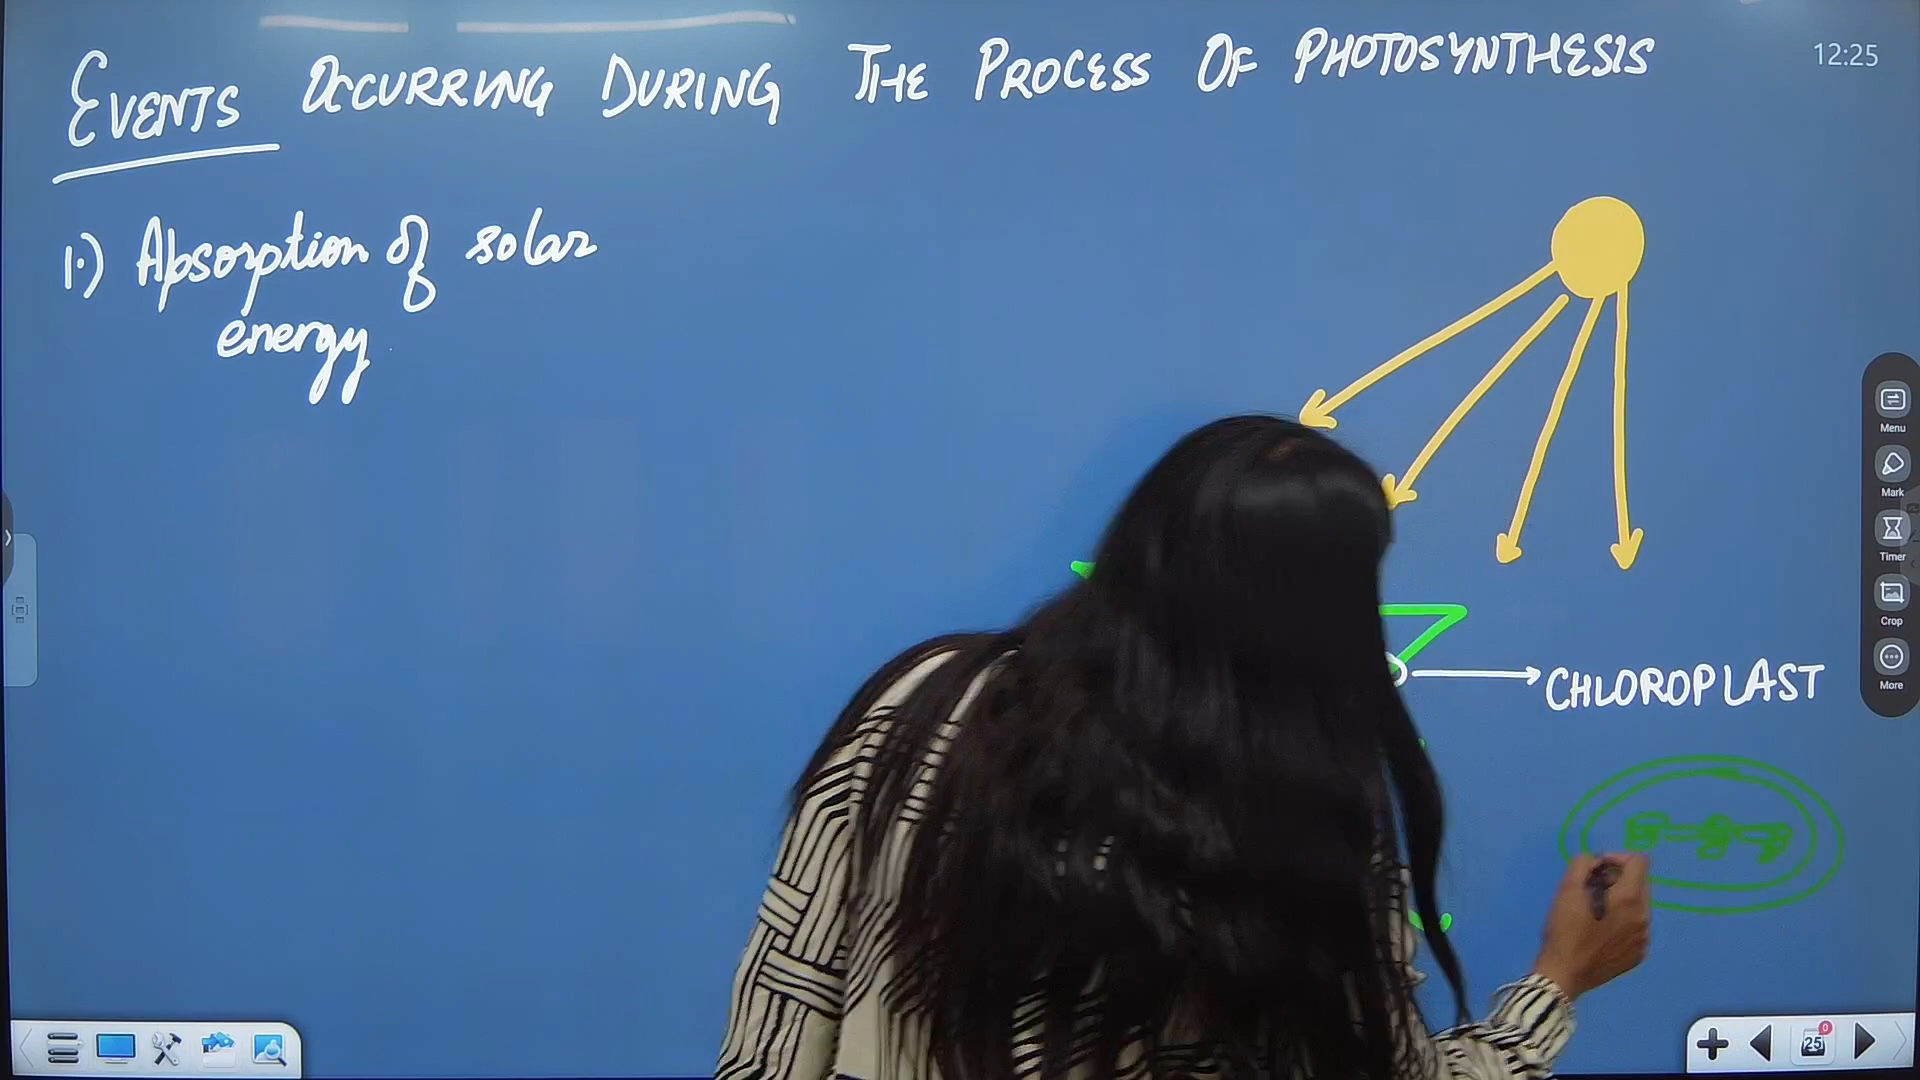 EVENTS OCCURRING DURING THE PROCESS OF PHOTOSYNTHESIS
12:25
1.) Absorption of solar
energy
CHLOROPLAST
Menu
Mark
Timer
Crop
More
0
25